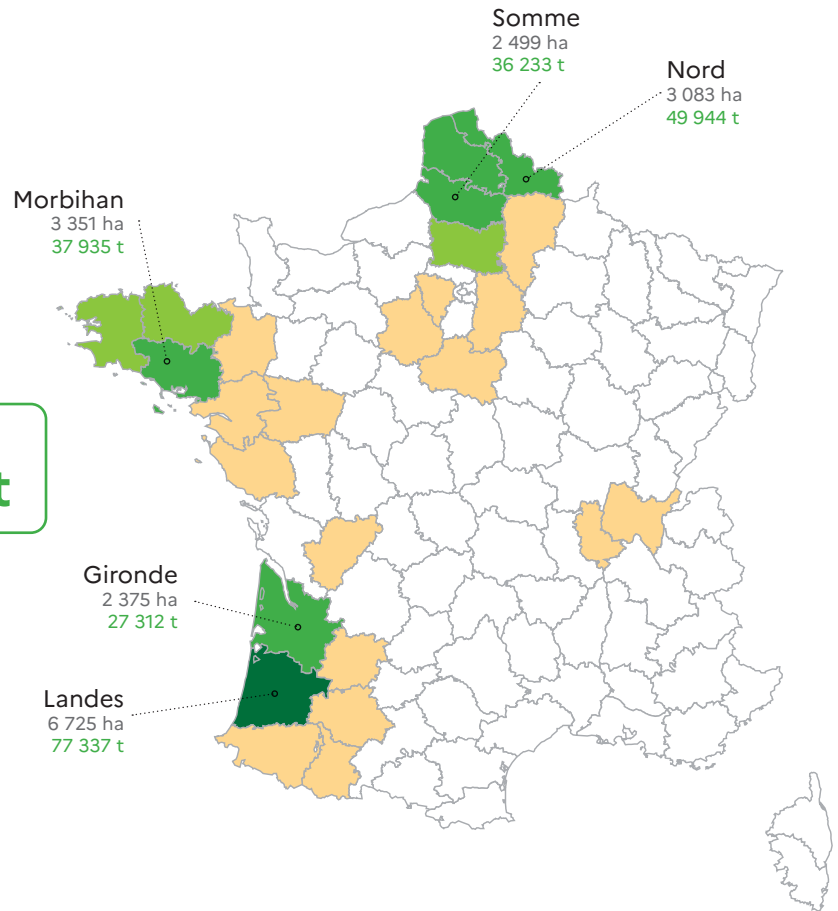 Somme
2 499 ha
36 233 t
Nord
3 083 ha
49 944 t
Morbihan
3 351 ha
37 935 t
t
Gironde
2 375 ha
27 312 t
Landes
6 725 ha
77 337 t